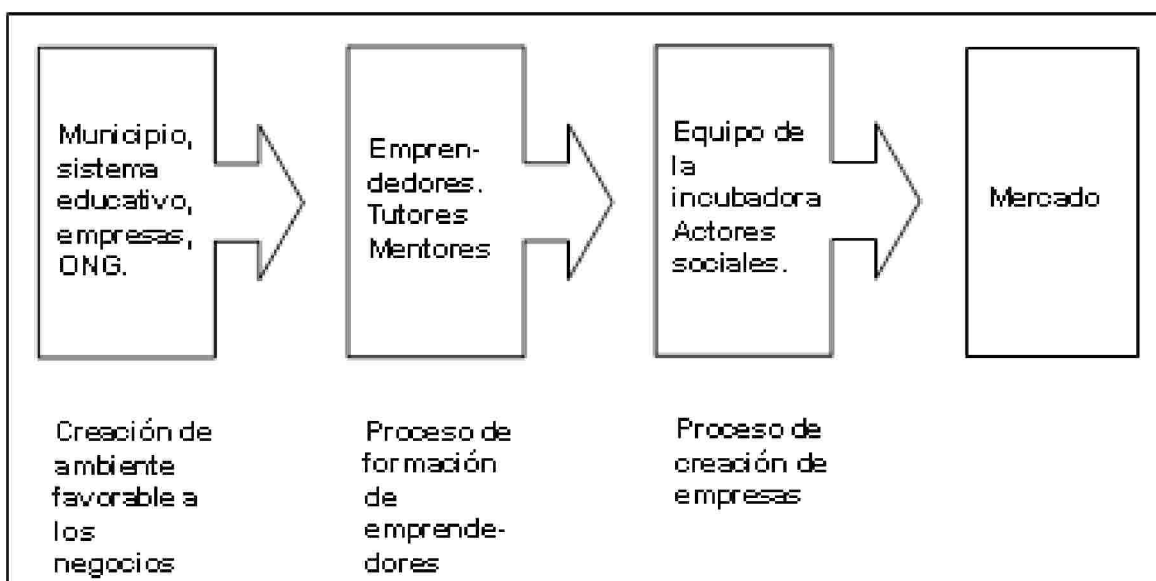 Municipio,
sistema
educativo,
empresas,
ONG.
Empren-
dedores.
Tutores
Mentores
Equipo de
la
incubadora
Actores
sociales.
Mercado
Creación de
ambiente
favorable a
los
negocios
Proceso de
formación
de
emprende-
dores
Proceso de
creación de
empresas